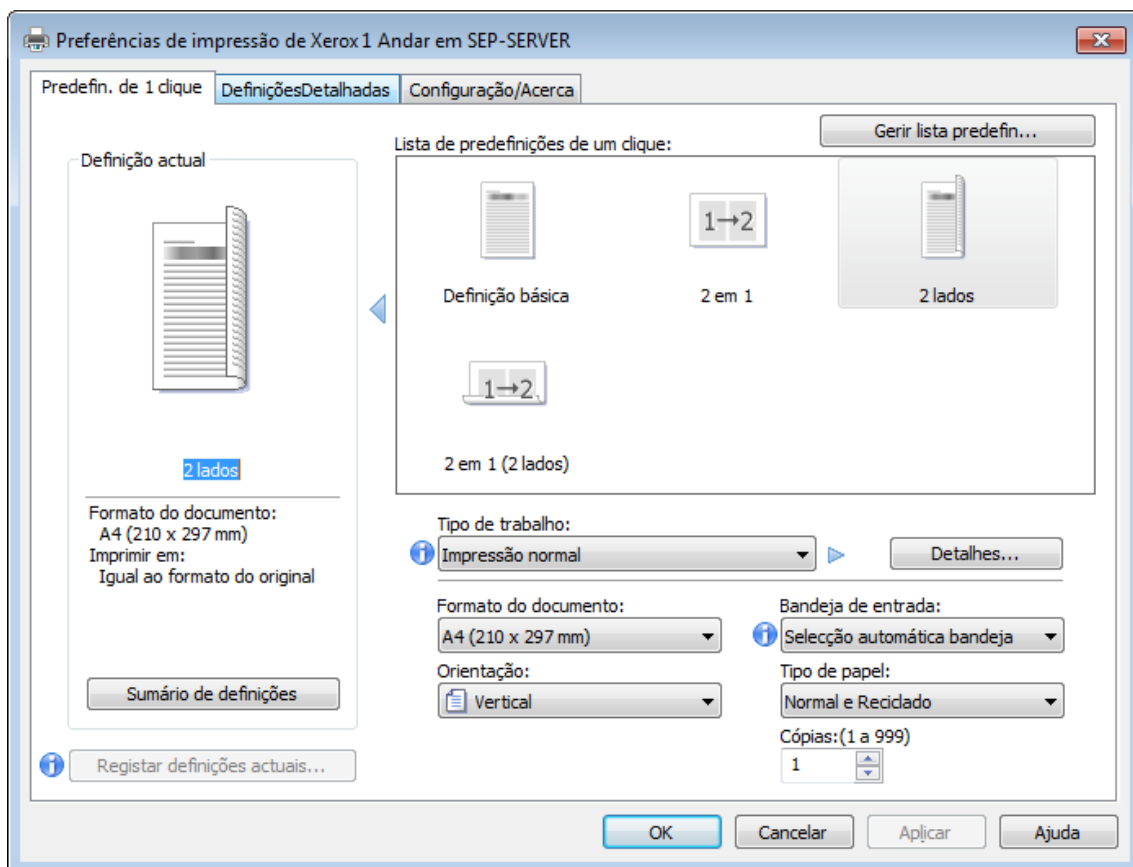 Preferências de impressão de Xerox 1 Andar em SEP-SERVER
Predefin. de 1 clique
DefiniçõesDetalhadas
Configuração/Acerca
Definição actual
2 lados
Formato do documento:
A4 (210 x 297 mm)
Imprimir em:
Igual ao formato do original
Sumário de definições
Registar definições actuais...
Lista de predefinições de um clique:
Gerir lista predefin...
Definição básica
1→2
2 em 1
2 lados
1→2
2 em 1 (2 lados)
Tipo de trabalho:
Impressão normal
Detalhes...
Formato do documento:
A4 (210 x 297 mm)
Orientação:
Vertical
Bandeja de entrada:
Selecção automática bandeja
Tipo de papel:
Normal e Reciclado
Cópias:(1 a 999)
1
OK
Cancelar
Aplicar
Ajuda